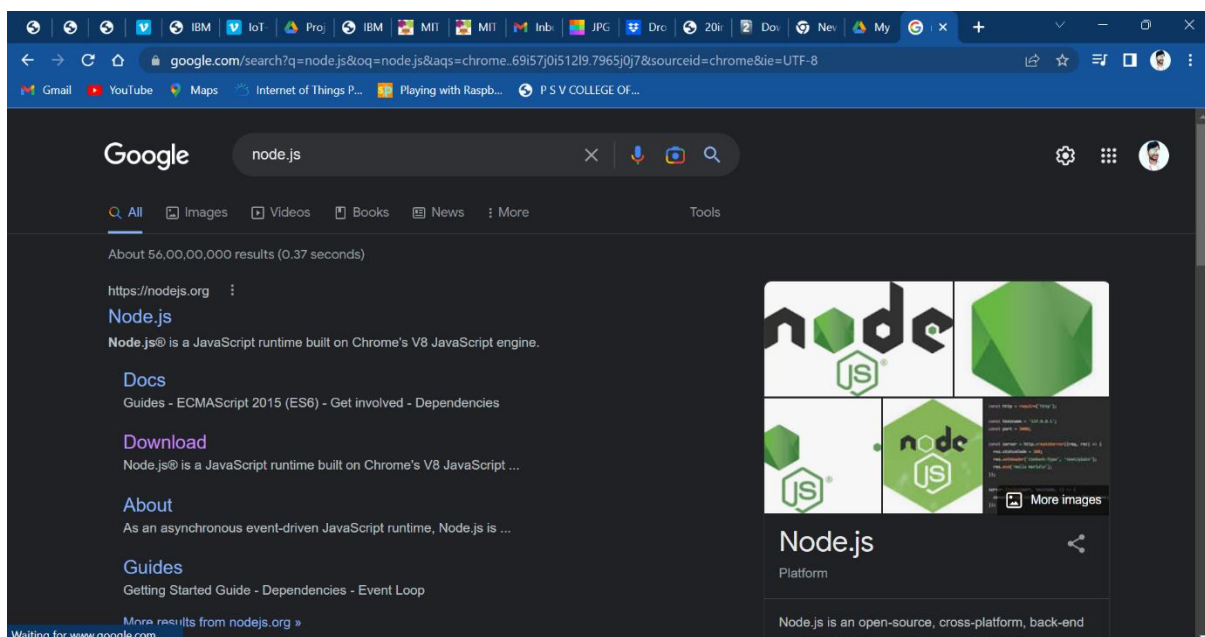 IBM
IoT-
Proj
IBM
MIT
MIT
Inb
JPG
Dro
20in
Dov
Nev
My
google.com/search?q=node.js&oq=node.js&aqs=chrome..69i57j0i512l9.7965j0j7&sourceid=chrome&ie=UTF-8
Gmail YouTube Maps Internet of Things P... Playing with Raspb... P S V COLLEGE OF...
Google node.js
All Images Videos Books News More Tools
About 56,00,00,000 results (0.37 seconds)
https://nodejs.org
Node.js
Node.js® is a JavaScript runtime built on Chrome's V8 JavaScript engine.
Docs
Guides - ECMAScript 2015 (ES6) - Get involved - Dependencies
Download
Node.js® is a JavaScript runtime built on Chrome's V8 JavaScript ...
About
As an asynchronous event-driven JavaScript runtime, Node.js is ...
Guides
Getting Started Guide - Dependencies - Event Loop
More results from nodejs.org »
Waiting for www.google.com
node
JS
JS
node
JS
More images
Node.js
Platform
Node.js is an open-source, cross-platform, back-end